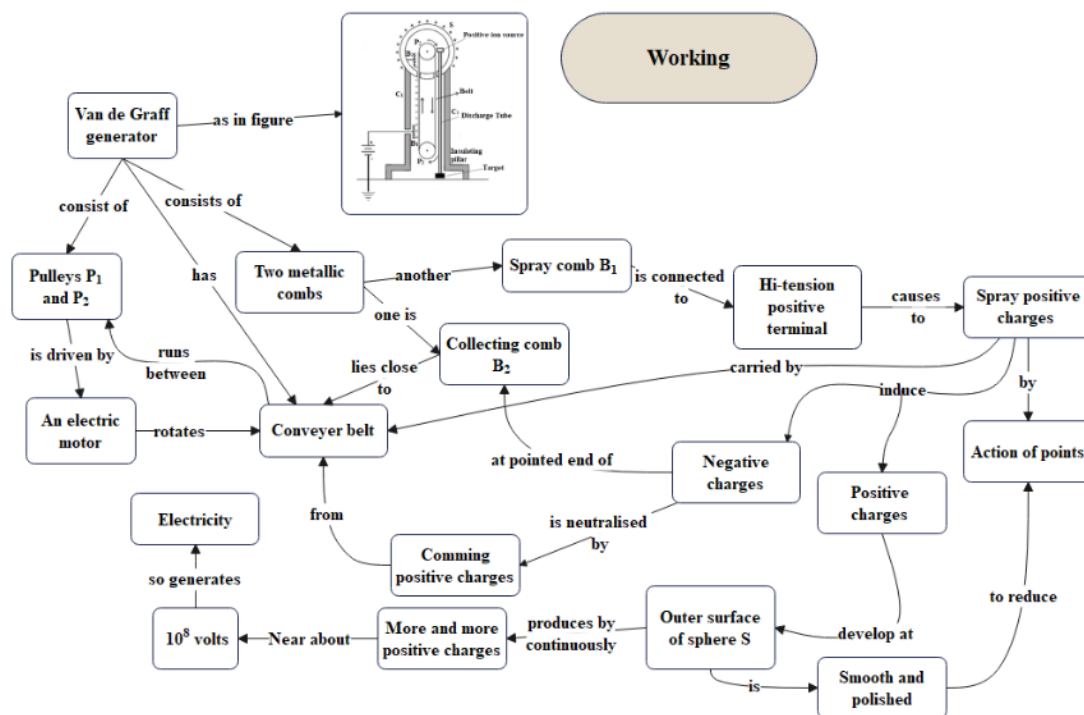 Working
S
P₁
Positive ion source
B₂
C₁
Belt
C₂
Discharge Tube
B₁
P₂
Insulating
pillar
Target
Van de Graff
generator
as in figure
consist of
consists of
has
Pulleys P₁
and P₂
Two metallic
combs
another
Spray comb B₁
is connected
to
Hi-tension
positive
terminal
causes
to
Spray positive
charges
one is
Collecting comb
B₂
is driven by
runs
between
lies close
to
carried by
induce
by
An electric
motor
rotates
Conveyer belt
at pointed end of
Negative
charges
Positive
charges
Action of points
Electricity
from
is neutralised
by
Comming
positive charges
so generates
to reduce
10⁸ volts
Near about
More and more
positive charges
produces by
continuously
Outer surface
of sphere S
develop at
is
Smooth and
polished